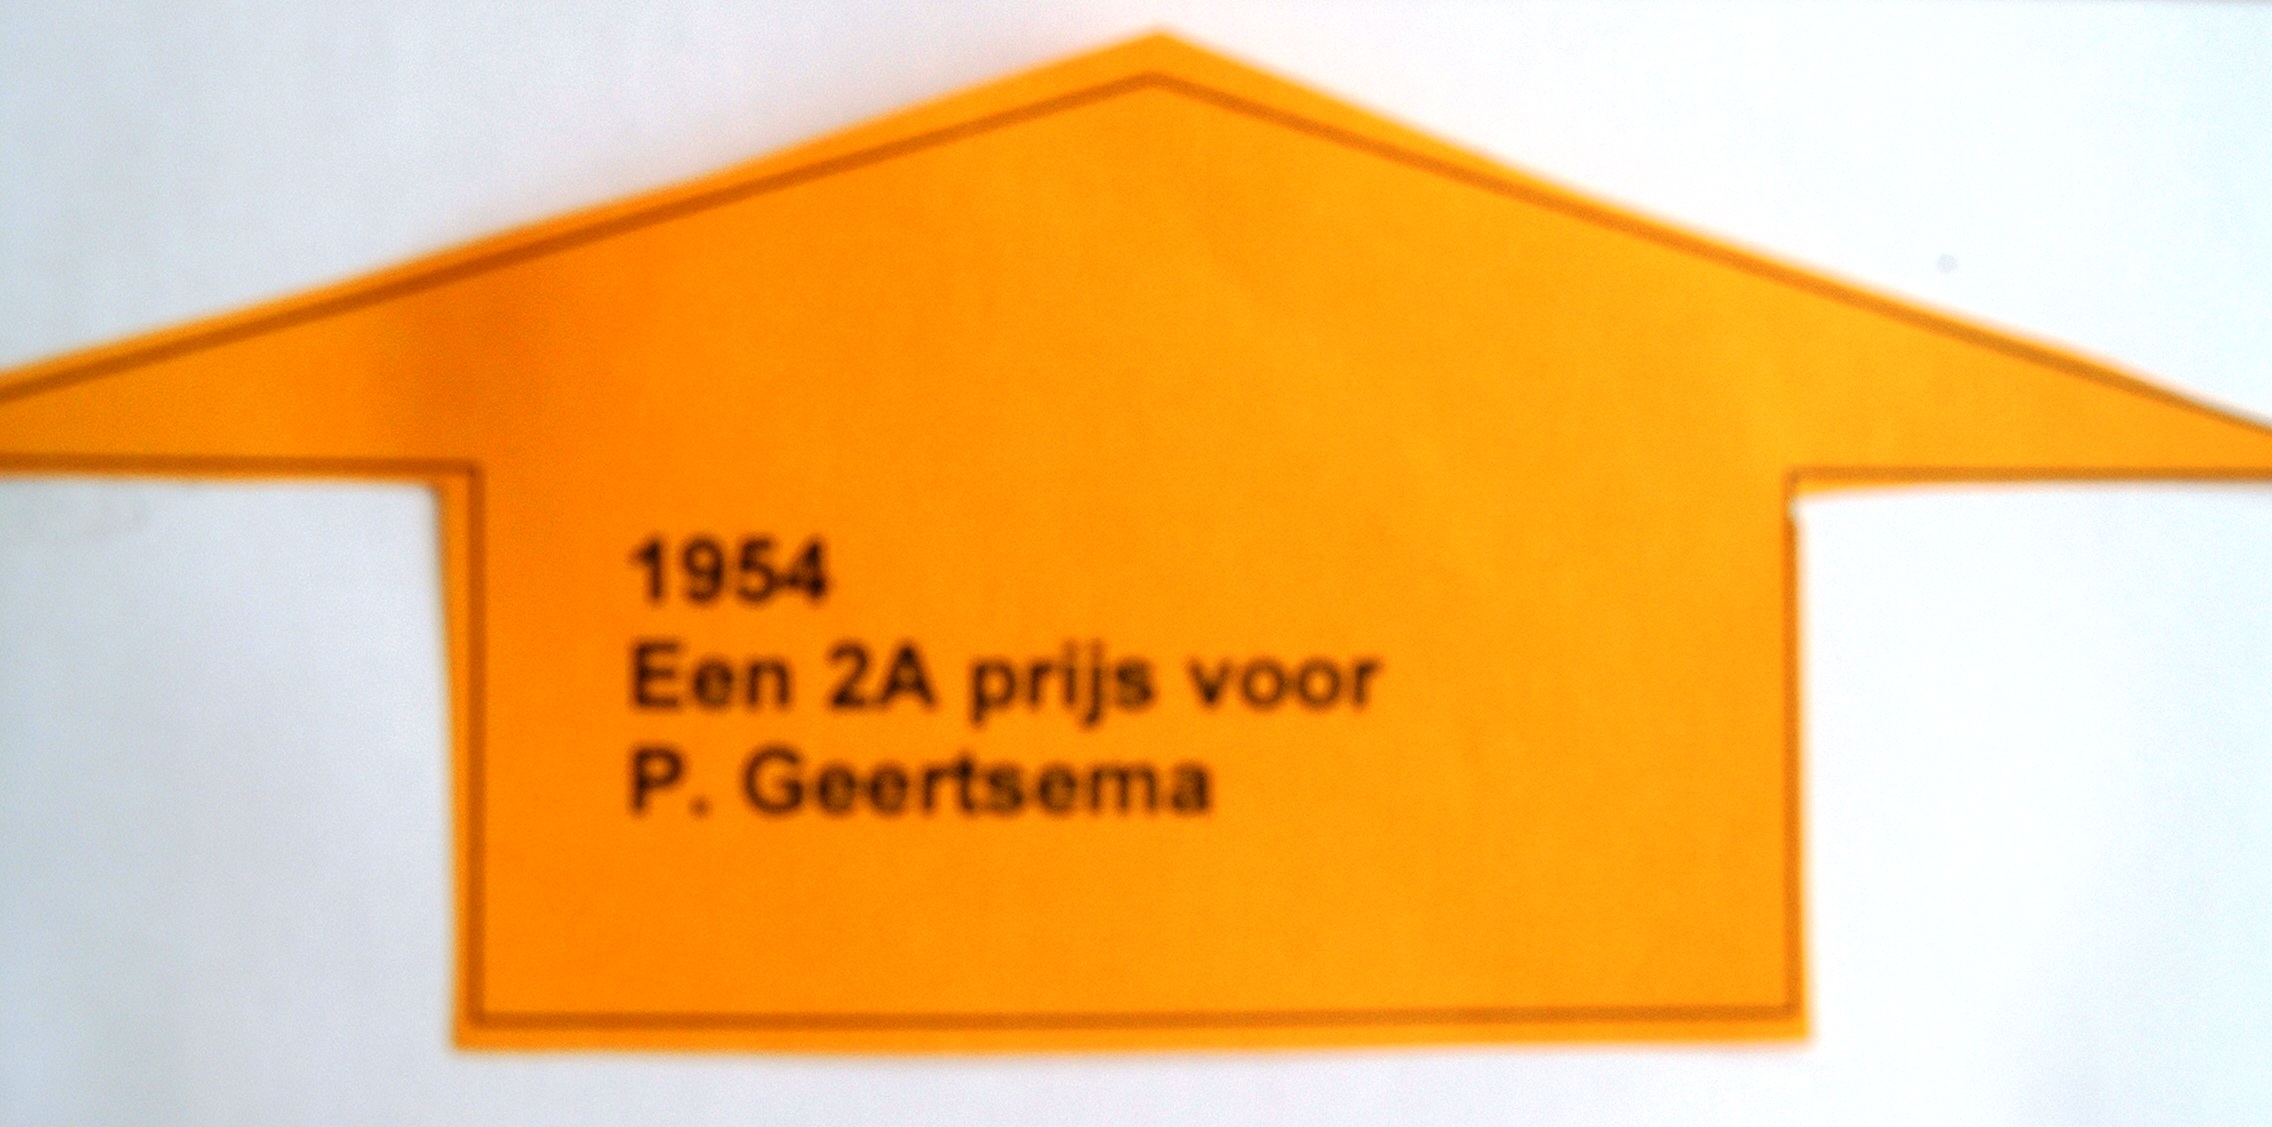 1954
Een 2A prijs voor
P. Geertsema